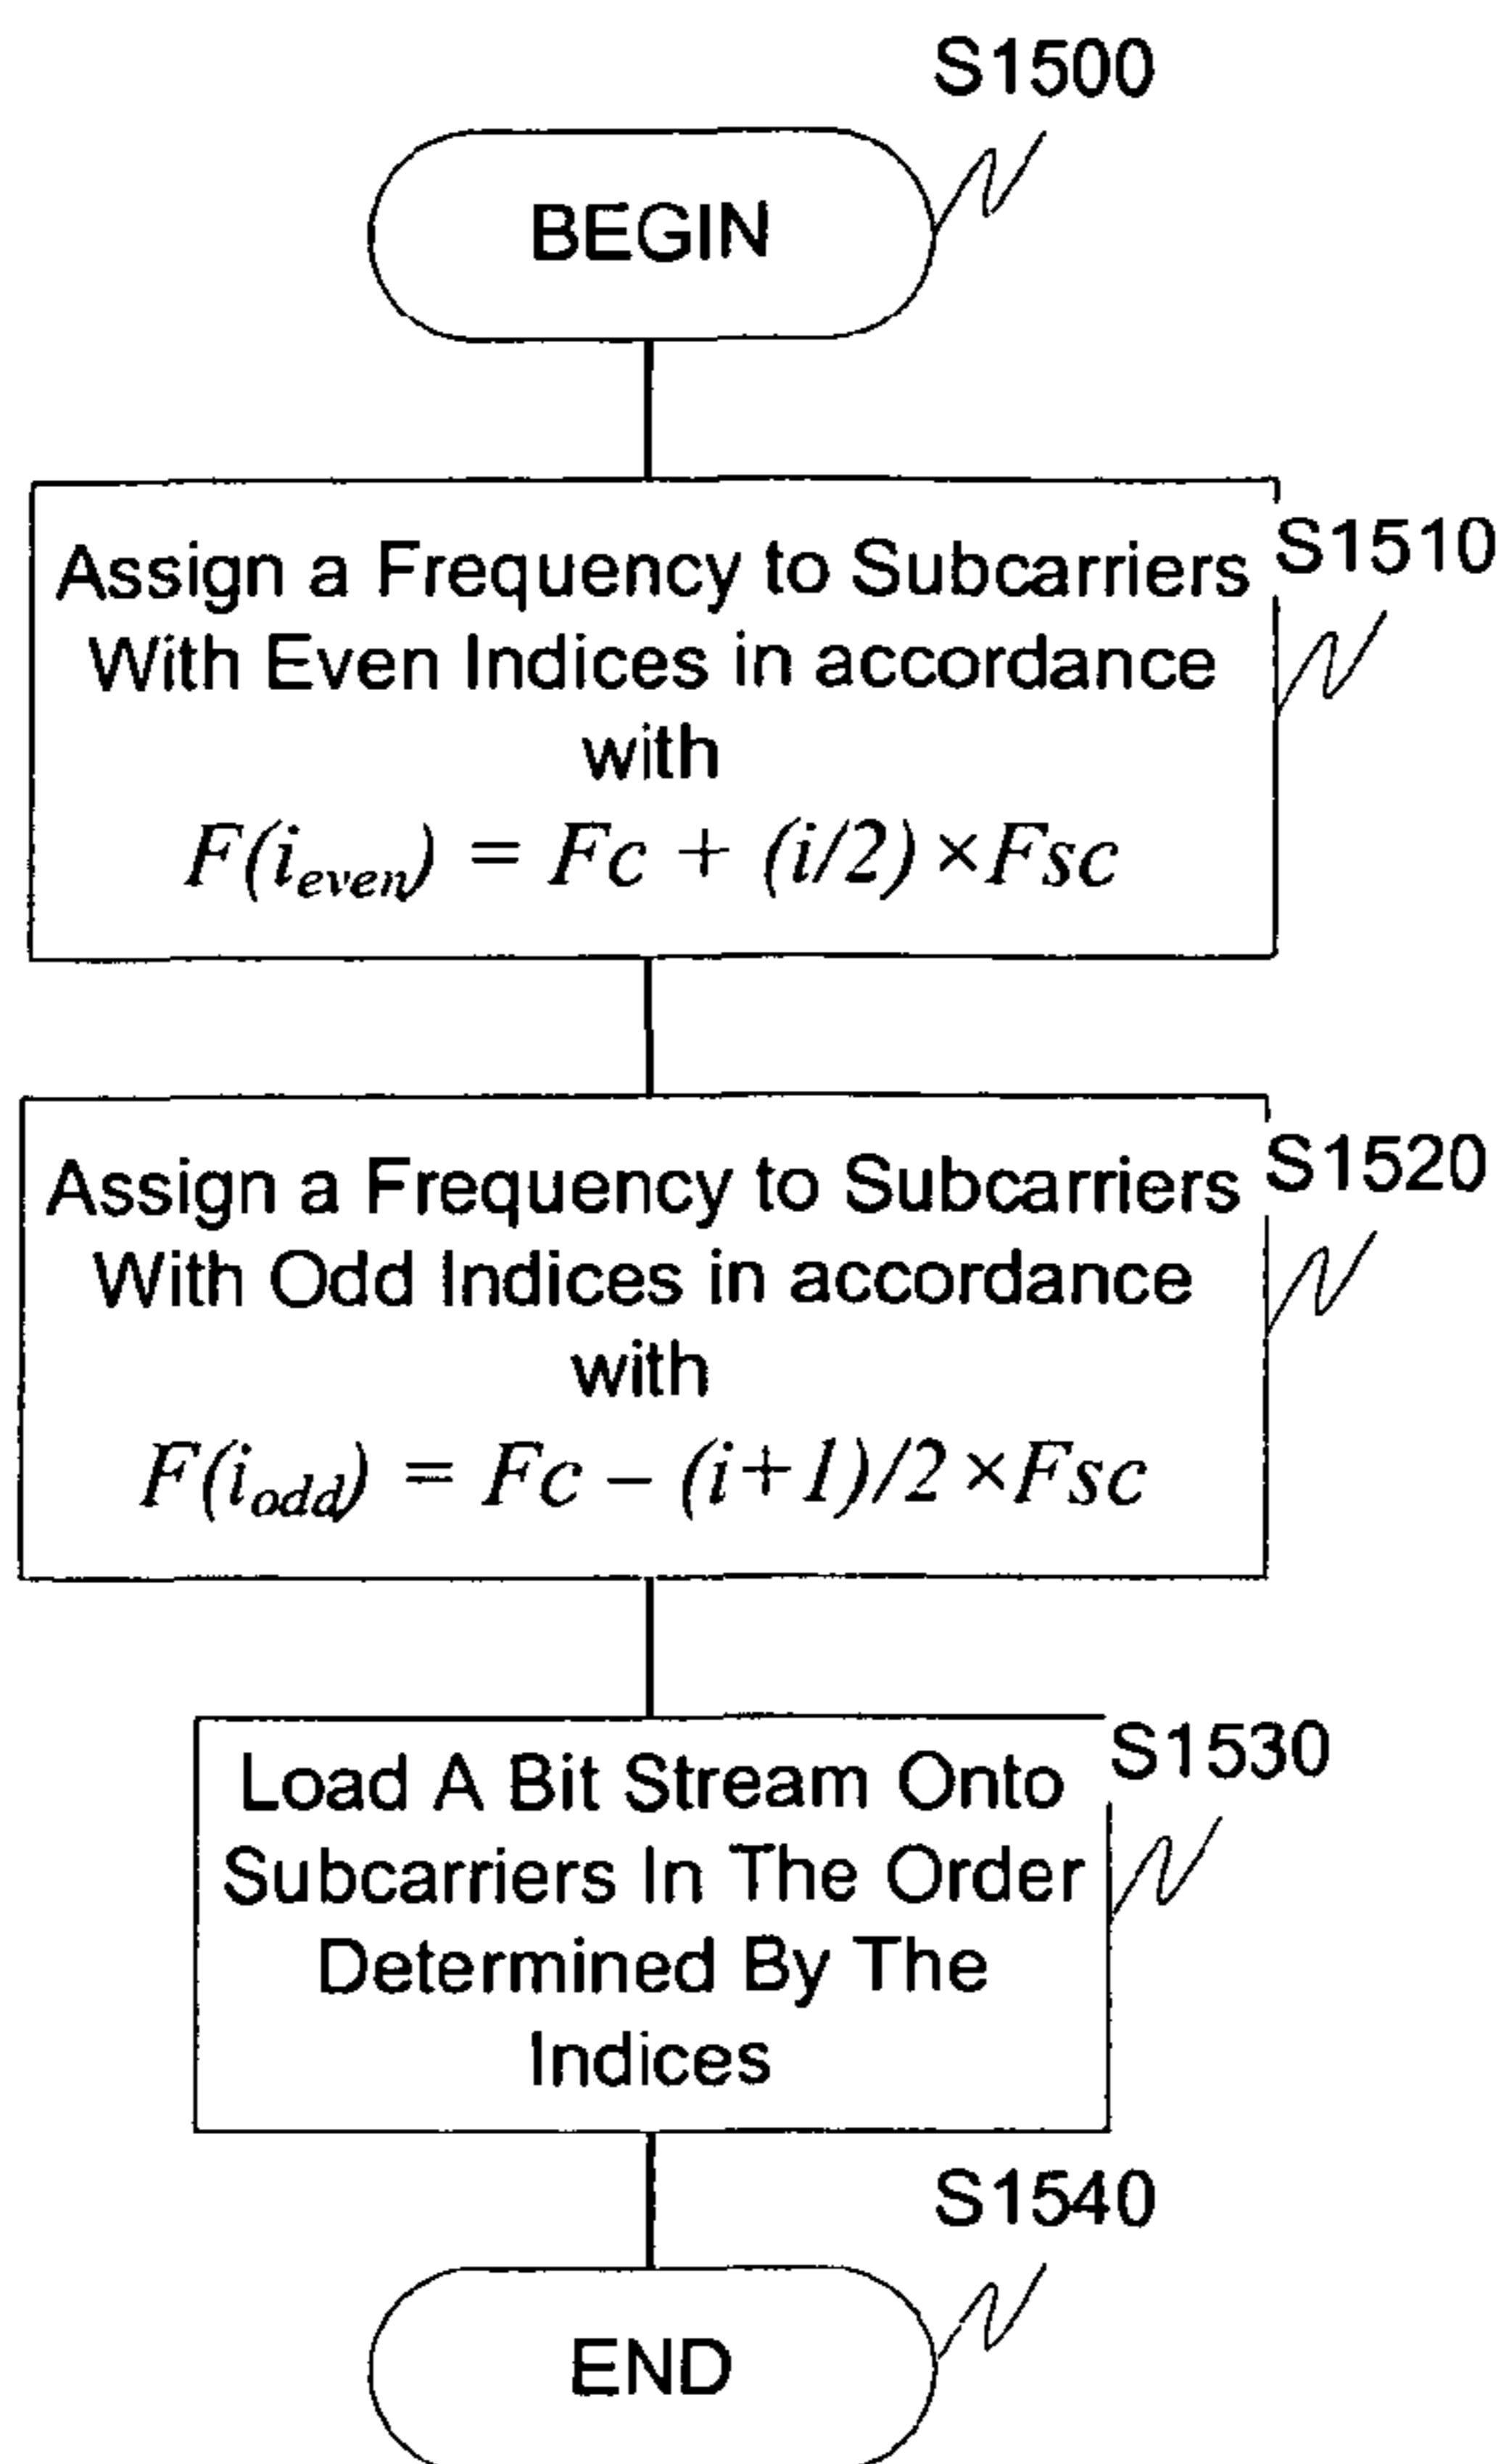 S1500
BEGIN
S1510
Assign a Frequency to Subcarriers
With Even Indices in accordance
with
F(i_even) = Fc + (i/2) ×Fsc
S1520
Assign a Frequency to Subcarriers
With Odd Indices in accordance
with
F(i_odd) = Fc – (i+1)/2 ×Fsc
S1530
Load A Bit Stream Onto
Subcarriers In The Order
Determined By The
Indices
S1540
END